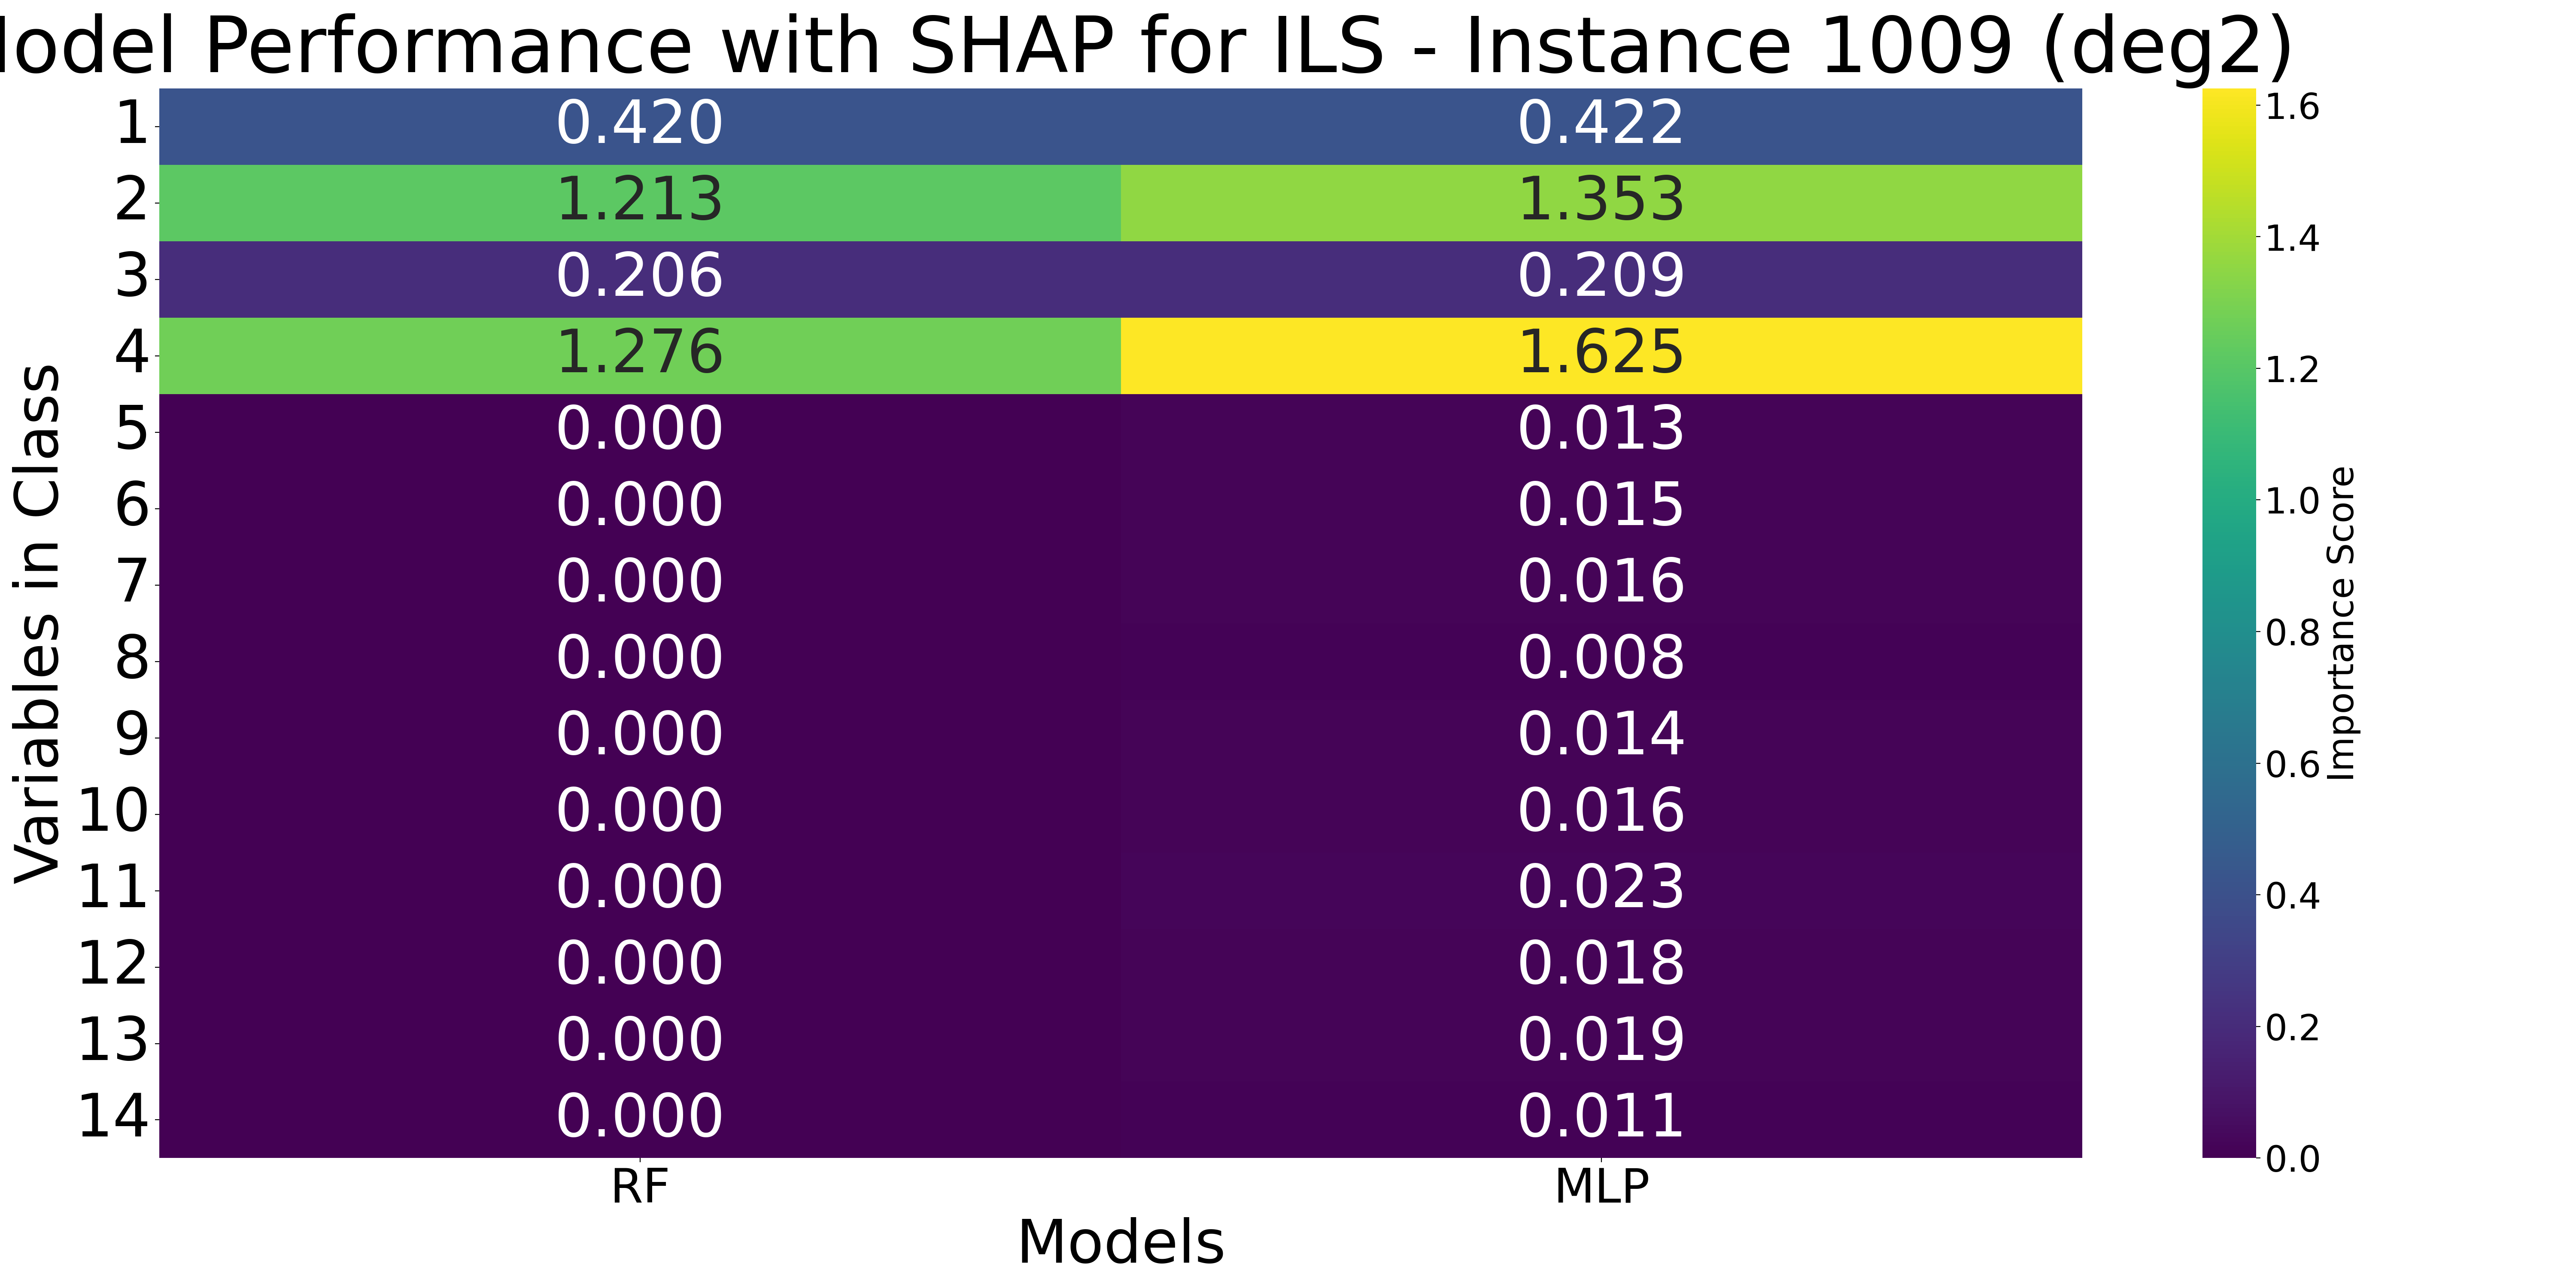 Performance with SHAP for ILS - Instance 1009 (deg2)
1 0.420 0.422
2 1.213 1.353
3 0.206 0.209
4 1.276 1.625
5 0.000 0.013
6 0.000 0.015
7 0.000 0.016
8 0.000 0.008
9 0.000 0.014
10 0.000 0.016
11 0.000 0.023
12 0.000 0.018
13 0.000 0.019
14 0.000 0.011
RF MLP
Models
Variables in Class
1.6
1.4
1.2
1.0
0.8
0.6
0.4
0.2
0.0
Importance Score